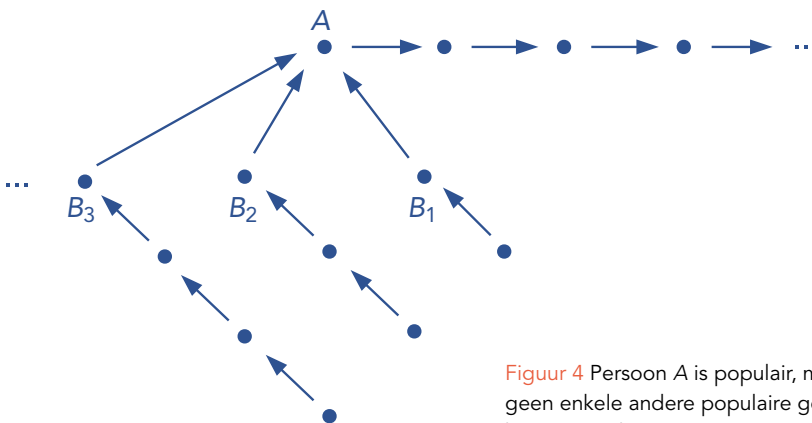 A
...
...
B3
B2
B1
Figuur 4 Persoon A is populair,
geen enkele andere populaire